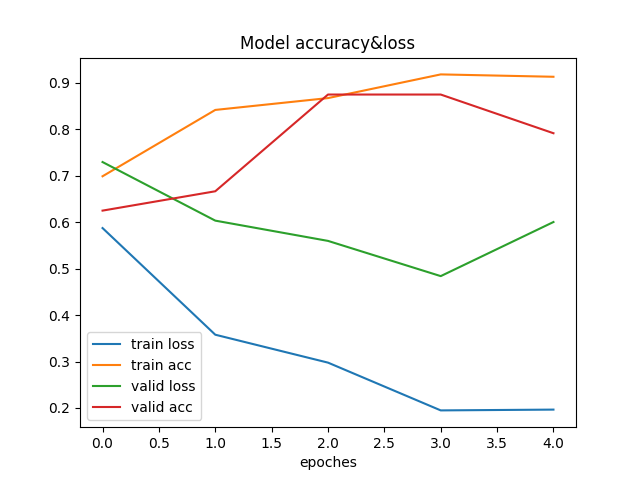 Model accuracy&loss
0.9
0.8
0.7
0.6
0.5
0.4
0.3
0.2
train loss
train acc
valid loss
valid acc
0.0 0.5 1.0 1.5 2.0 2.5 3.0 3.5 4.0
epoches